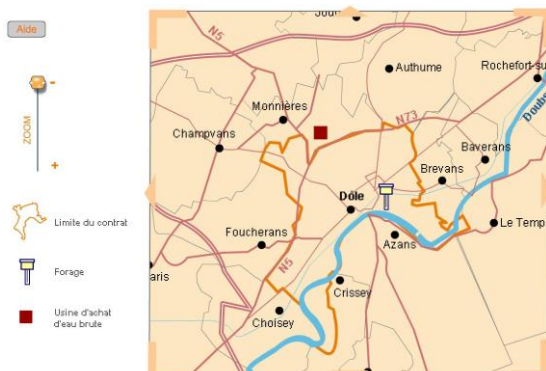 Aide
-
ZOOM
+
Limite du contrat
Forage
Usine d'achat
d'eau brute
N5
Authume
Rochefort-su
Doubs
Monnières
N73
Champvans
Baverans
Brevans
Dôle
Le Temp
Azans
Foucherans
N5
aris
Crissey
Choisey